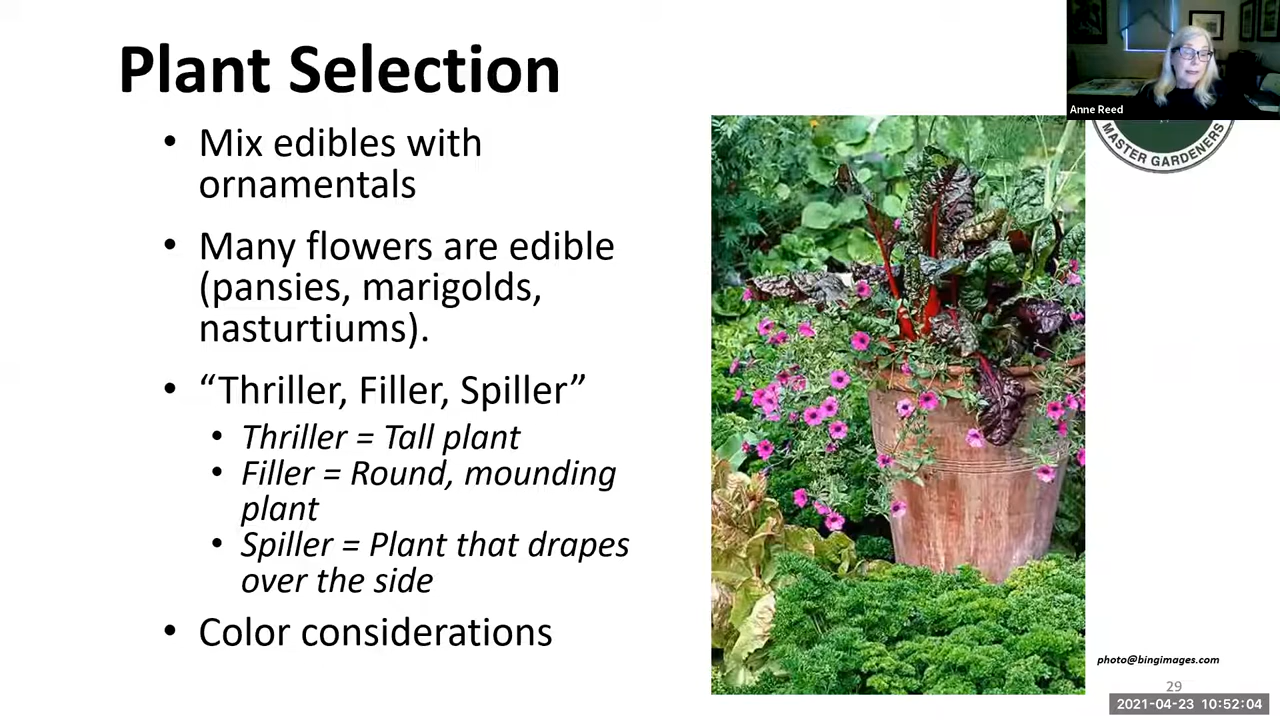 Plant Selection
• Mix edibles with
ornamentals
• Many flowers are edible
(pansies, marigolds,
nasturtiums).
• “Thriller, Filler, Spiller”
• Thriller = Tall plant
• Filler = Round, mounding
plant
• Spiller = Plant that drapes
over the side
• Color considerations
Anne Reed
MASTER GARDENERS
photo@bingimages.com
29
2021-04-23 10:52:04